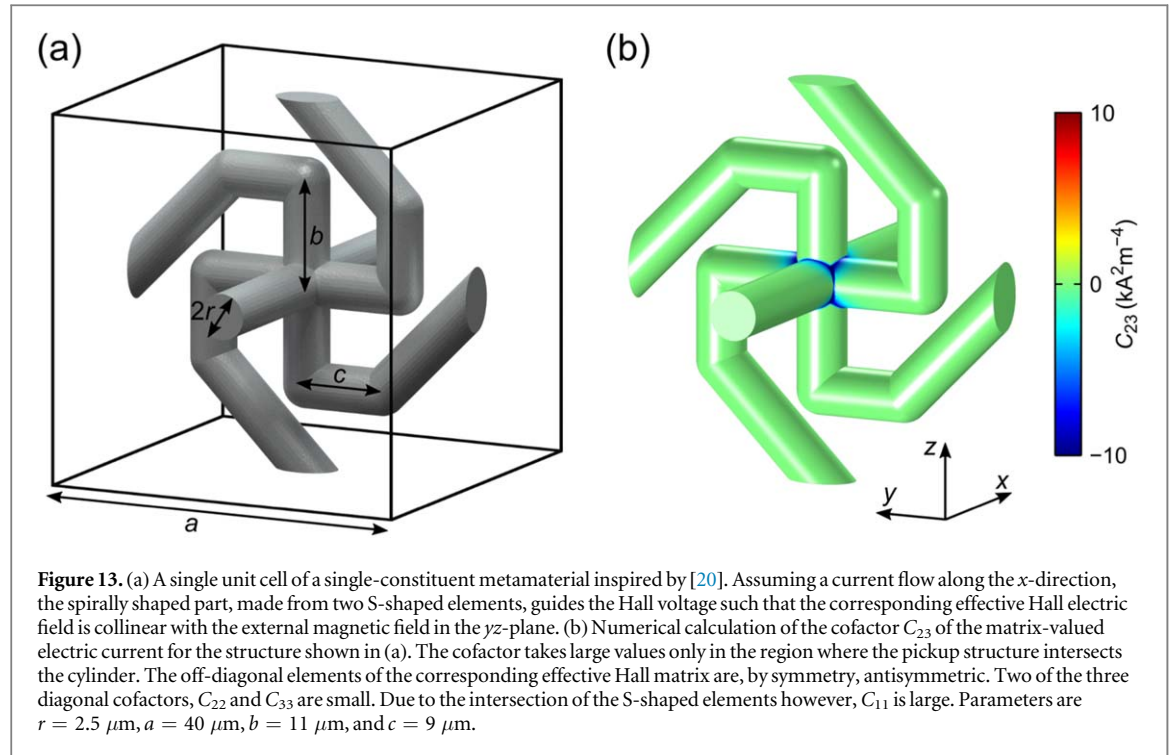 (a)
(b)
b
2r
c
a
10
0
−10
C23 (kA2m−4)
z
y
x
Figure 13. (a) A single unit cell of a single-constituent metamaterial inspired by [20]. Assuming a current flow along the x-direction,
the spirally shaped part, made from two S-shaped elements, guides the Hall voltage such that the corresponding effective Hall electric
field is collinear with the external magnetic field in the yz-plane. (b) Numerical calculation of the cofactor C23 of the matrix-valued
electric current for the structure shown in (a). The cofactor takes large values only in the region where the pickup structure intersects
the cylinder. The off-diagonal elements of the corresponding effective Hall matrix are, by symmetry, antisymmetric. Two of the three
diagonal cofactors, C22 and C33 are small. Due to the intersection of the S-shaped elements however, C11 is large. Parameters are
r = 2.5 μm, a = 40 μm, b = 11 μm, and c = 9 μm.